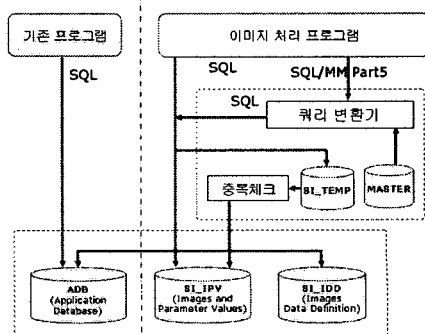 기존 프로그램
이미지 처리 프로그램
SQL
SQL
SQL/MM Part5
SQL
쿼리 변환기
중복체크
SI_TEMP
MASTER
ADB
(Application
Database)
SI_IPV
(Images and
Parameter Values)
SI_IDD
(Images
Data Definition)